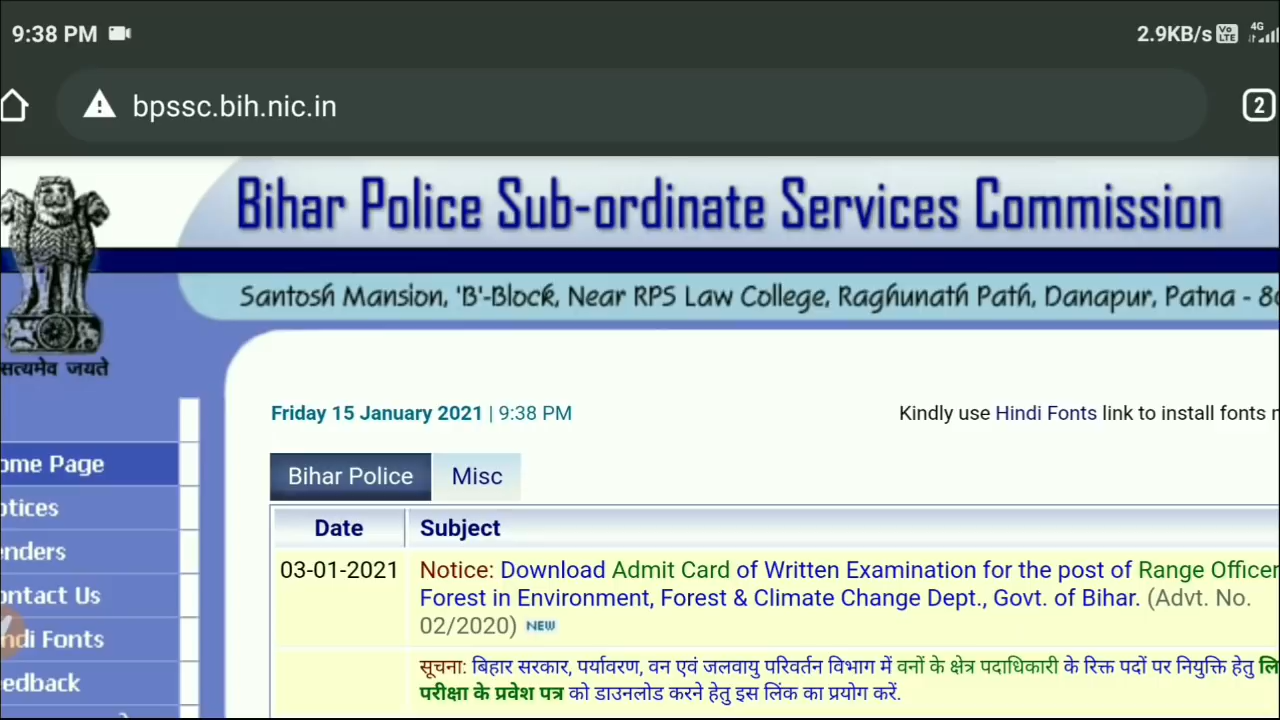 9:38 PM
2.9KB/s Vo LTE 4G
bpssc.bih.nic.in
2
Bihar Police Sub-ordinate Services Commission
Santosh Mansion, 'B'-Block, Near RPS Law College, Raghunath Path, Danapur, Patna - 80
सत्यमेव जयते
Friday 15 January 2021 | 9:38 PM
Kindly use Hindi Fonts link to install fonts
ome Page
otices
enders
ontact Us
ndi Fonts
edback
Bihar Police
Misc
Date
Subject
03-01-2021
Notice: Download Admit Card of Written Examination for the post of Range Officer
Forest in Environment, Forest & Climate Change Dept., Govt. of Bihar. (Advt. No.
02/2020) NEW
सूचना: बिहार सरकार, पर्यावरण, वन एवं जलवायु परिवर्तन विभाग में वनों के क्षेत्र पदाधिकारी के रिक्त पदों पर नियुक्ति हेतु लि
परीक्षा के प्रवेश पत्र को डाउनलोड करने हेतु इस लिंक का प्रयोग करें.